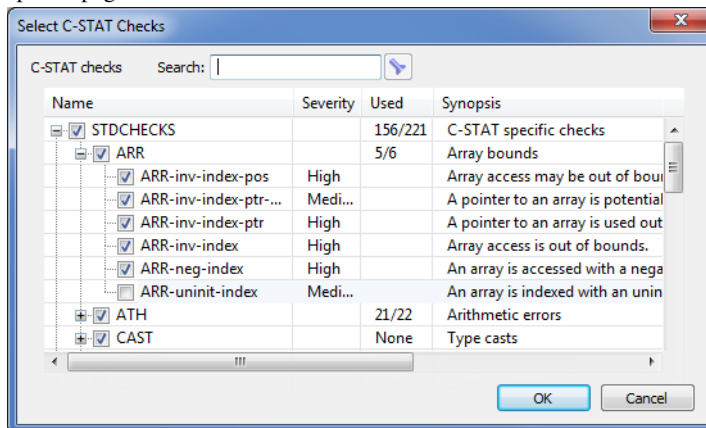 Select C-STAT Checks
C-STAT checks Search:
Name Severity Used Synopsis
STDCHECKS 156/221 C-STAT specific checks
ARR 5/6 Array bounds
ARR-inv-index-pos High Array access may be out of boun
ARR-inv-index-ptr-... Medi... A pointer to an array is potential
ARR-inv-index-ptr High A pointer to an array is used out
ARR-inv-index High Array access is out of bounds.
ARR-neg-index High An array is accessed with a nega
ARR-uninit-index Medi... An array is indexed with an unin
ATH 21/22 Arithmetic errors
CAST None Type casts
OK Cancel